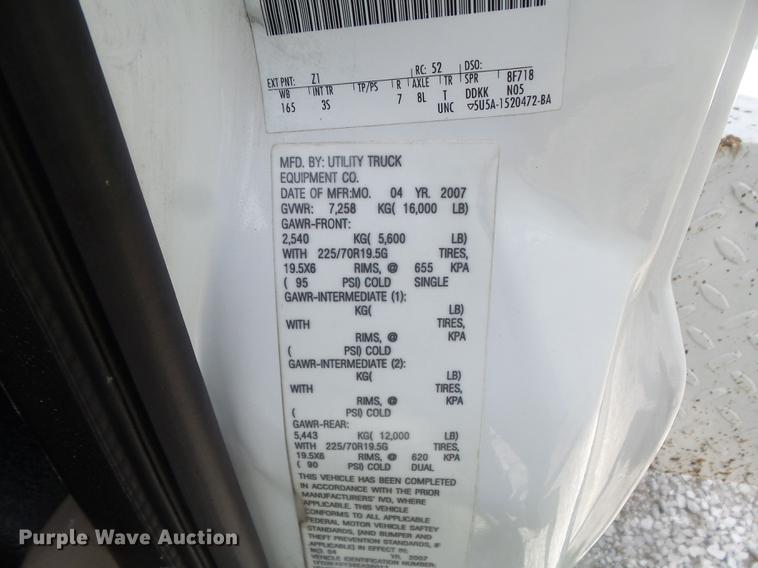 RC: 52 DSO:
EXT PNT: Z1
WB INT TR TP/PS R AXLE TR SPR 8F718
165 3S 7 8L T DDKK N05
UNC ▽5U5A-1520472-BA
MFD. BY: UTILITY TRUCK
EQUIPMENT CO.
DATE OF MFR:MO. 04 YR. 2007
GVWR: 7,258 KG( 16,000 LB)
GAWR-FRONT:
2,540 KG( 5,600 LB)
WITH 225/70R19.5G TIRES,
19.5X6 RIMS, @ 655 KPA
( 95 PSI) COLD SINGLE
GAWR-INTERMEDIATE (1):
KG( LB)
WITH TIRES,
RIMS, @ KPA
( PSI) COLD
GAWR-INTERMEDIATE (2):
KG( LB)
WITH TIRES,
RIMS, @ KPA
( PSI) COLD
GAWR-REAR:
5,443 KG( 12,000 LB)
WITH 225/70R19.5G TIRES,
19.5X6 RIMS, @ 620 KPA
( 90 PSI) COLD DUAL
THIS VEHICLE HAS BEEN COMPLETED
IN ACCORDANCE WITH THE PRIOR
MANUFACTURERS' IVD, WHERE
APPLICABLE. THIS VEHICLE
CONFORMS TO ALL APPLICABLE
FEDERAL MOTOR VEHICLE SAFTEY
STANDARDS, (AND BUMPER AND
THEFT PREVENTION STANDARDS, IF
APPLICABLE) IN EFFECT IN:
MO. 04 YR. 2007
VEHICLE IDENTIFICATION NUMBER:
Purple Wave Auction